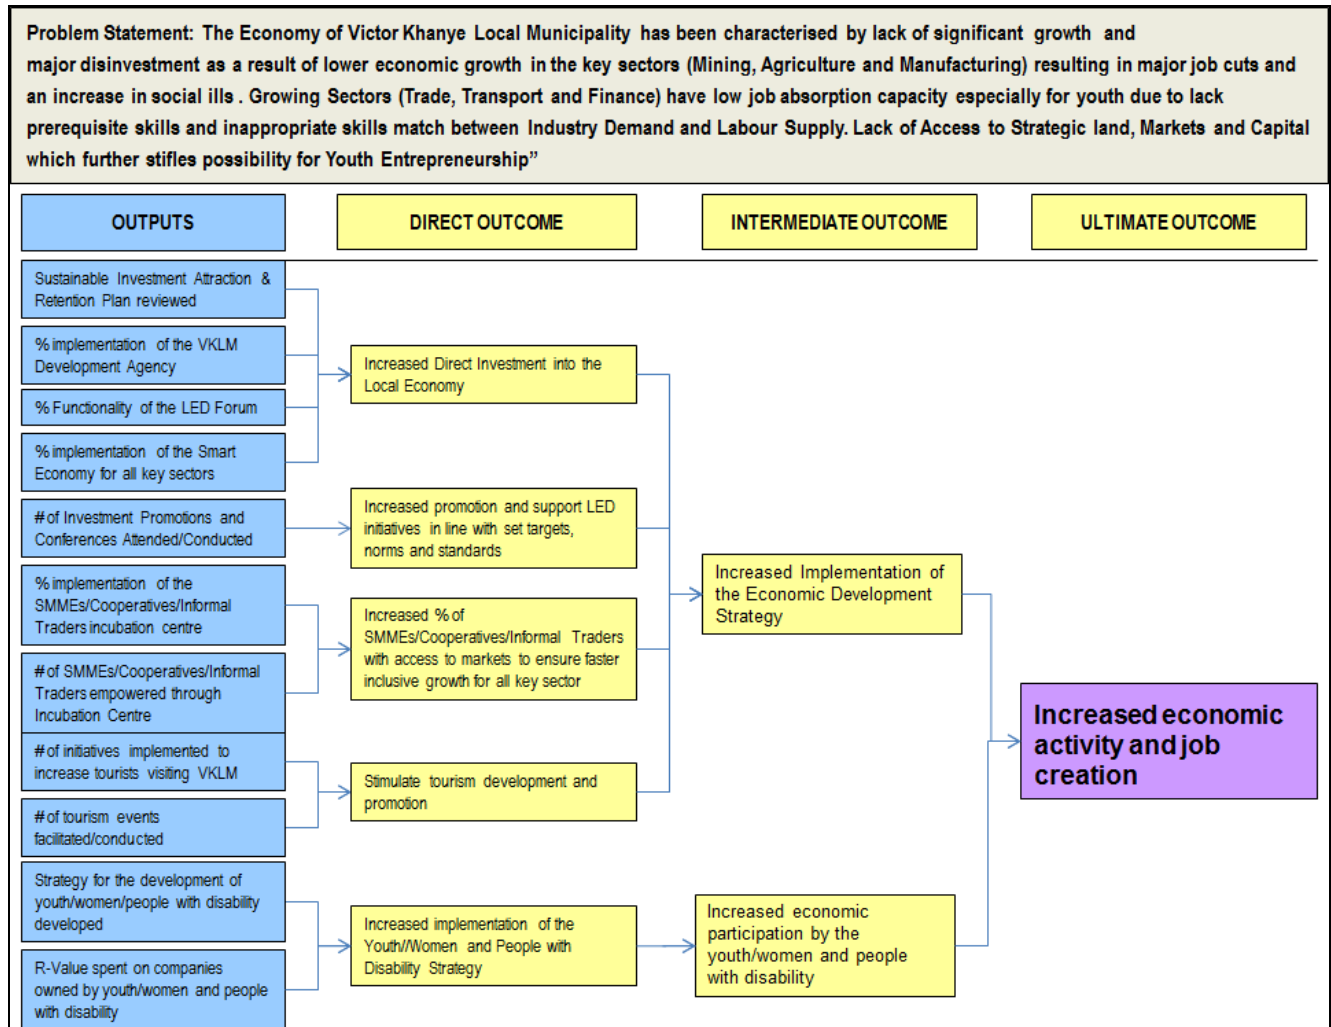 Problem Statement: The Economy of Victor Khanye Local Municipality has been characterised by lack of significant growth and
major disinvestment as a result of lower economic growth in the key sectors (Mining, Agriculture and Manufacturing) resulting in major job cuts and
an increase in social ills . Growing Sectors (Trade, Transport and Finance) have low job absorption capacity especially for youth due to lack
prerequisite skills and inappropriate skills match between Industry Demand and Labour Supply. Lack of Access to Strategic land, Markets and Capital
which further stifles possibility for Youth Entrepreneurship”
OUTPUTS
DIRECT OUTCOME
INTERMEDIATE OUTCOME
ULTIMATE OUTCOME
Sustainable Investment Attraction &
Retention Plan reviewed
% implementation of the VKLM
Development Agency
% Functionality of the LED Forum
% implementation of the Smart
Economy for all key sectors
# of Investment Promotions and
Conferences Attended/Conducted
% implementation of the
SMMEs/Cooperatives/Informal
Traders incubation centre
# of SMMEs/Cooperatives/Informal
Traders empowered through
Incubation Centre
# of initiatives implemented to
increase tourists visiting VKLM
# of tourism events
facilitated/conducted
Strategy for the development of
youth/women/people with disability
developed
R-Value spent on companies
owned by youth/women and people
with disability
Increased Direct Investment into the
Local Economy
Increased promotion and support LED
initiatives in line with set targets,
norms and standards
Increased % of
SMMEs/Cooperatives/Informal Traders
with access to markets to ensure faster
inclusive growth for all key sector
Stimulate tourism development and
promotion
Increased implementation of the
Youth//Women and People with
Disability Strategy
Increased Implementation of
the Economic Development
Strategy
Increased economic
participation by the
youth/women and people
with disability
Increased economic
activity and job
creation